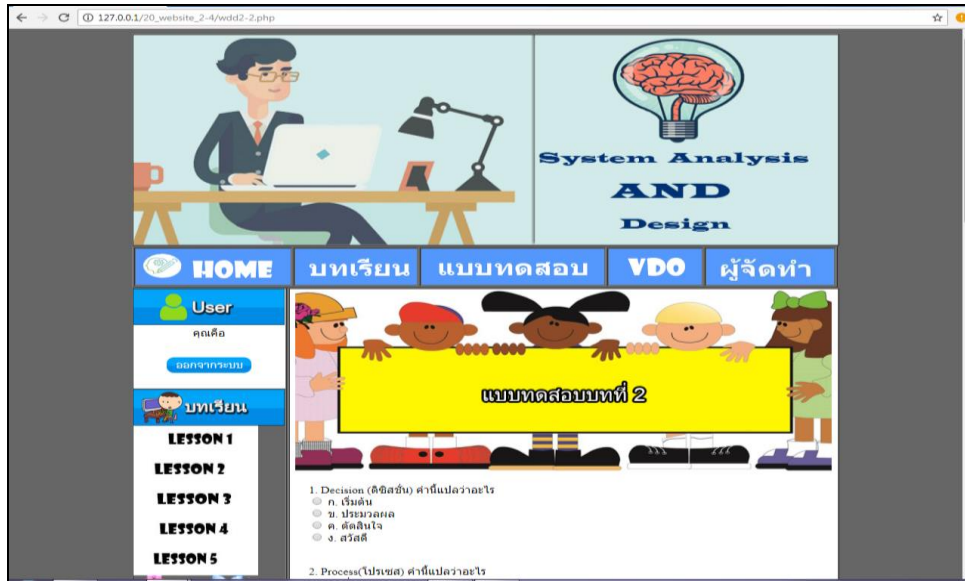 127.0.0.1/20_website_2-4/wdd2-2.php
System Analysis
AND
Design
HOME บทเรียน แบบทดสอบ VDO ผู้จัดทำ
User
คุณคือ
ออกจากระบบ
บทเรียน
LESSON 1
LESSON 2
LESSON 3
LESSON 4
LESSON 5
แบบทดสอบบทที่ 2
1. Decision (ดิซิสชั่น) คำนี้แปลว่าอะไร
ก. เริ่มต้น
ข. ประมวลผล
ค. ตัดสินใจ
ง. สวัสดี
2. Process(โปรเซส) คำนี้แปลว่าอะไร